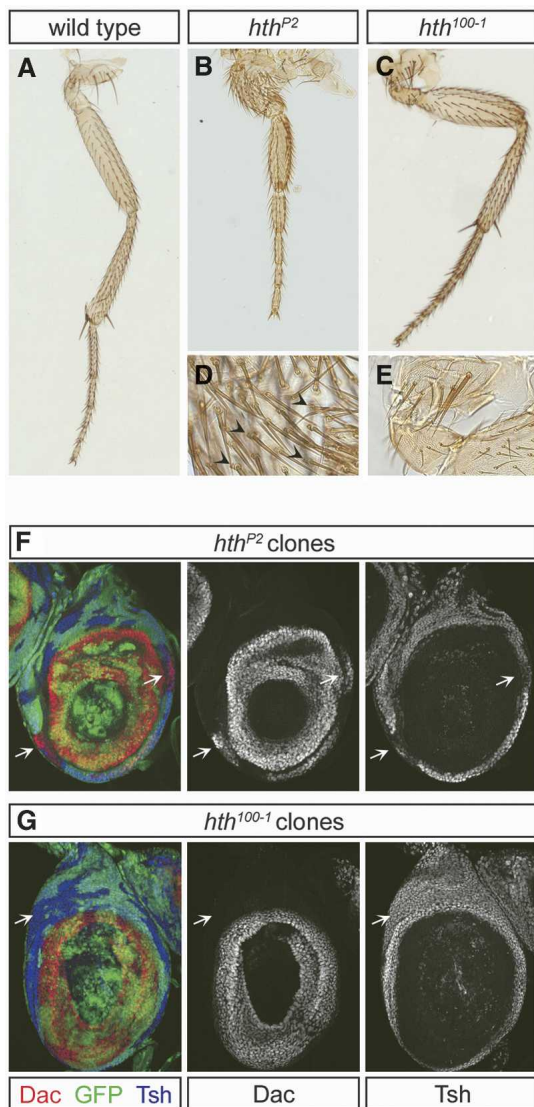 wild type
hth^P2
hth^100-1
A
B
C
D
E
F
hth^P2 clones
G
hth^100-1 clones
Dac GFP Tsh
Dac
Tsh